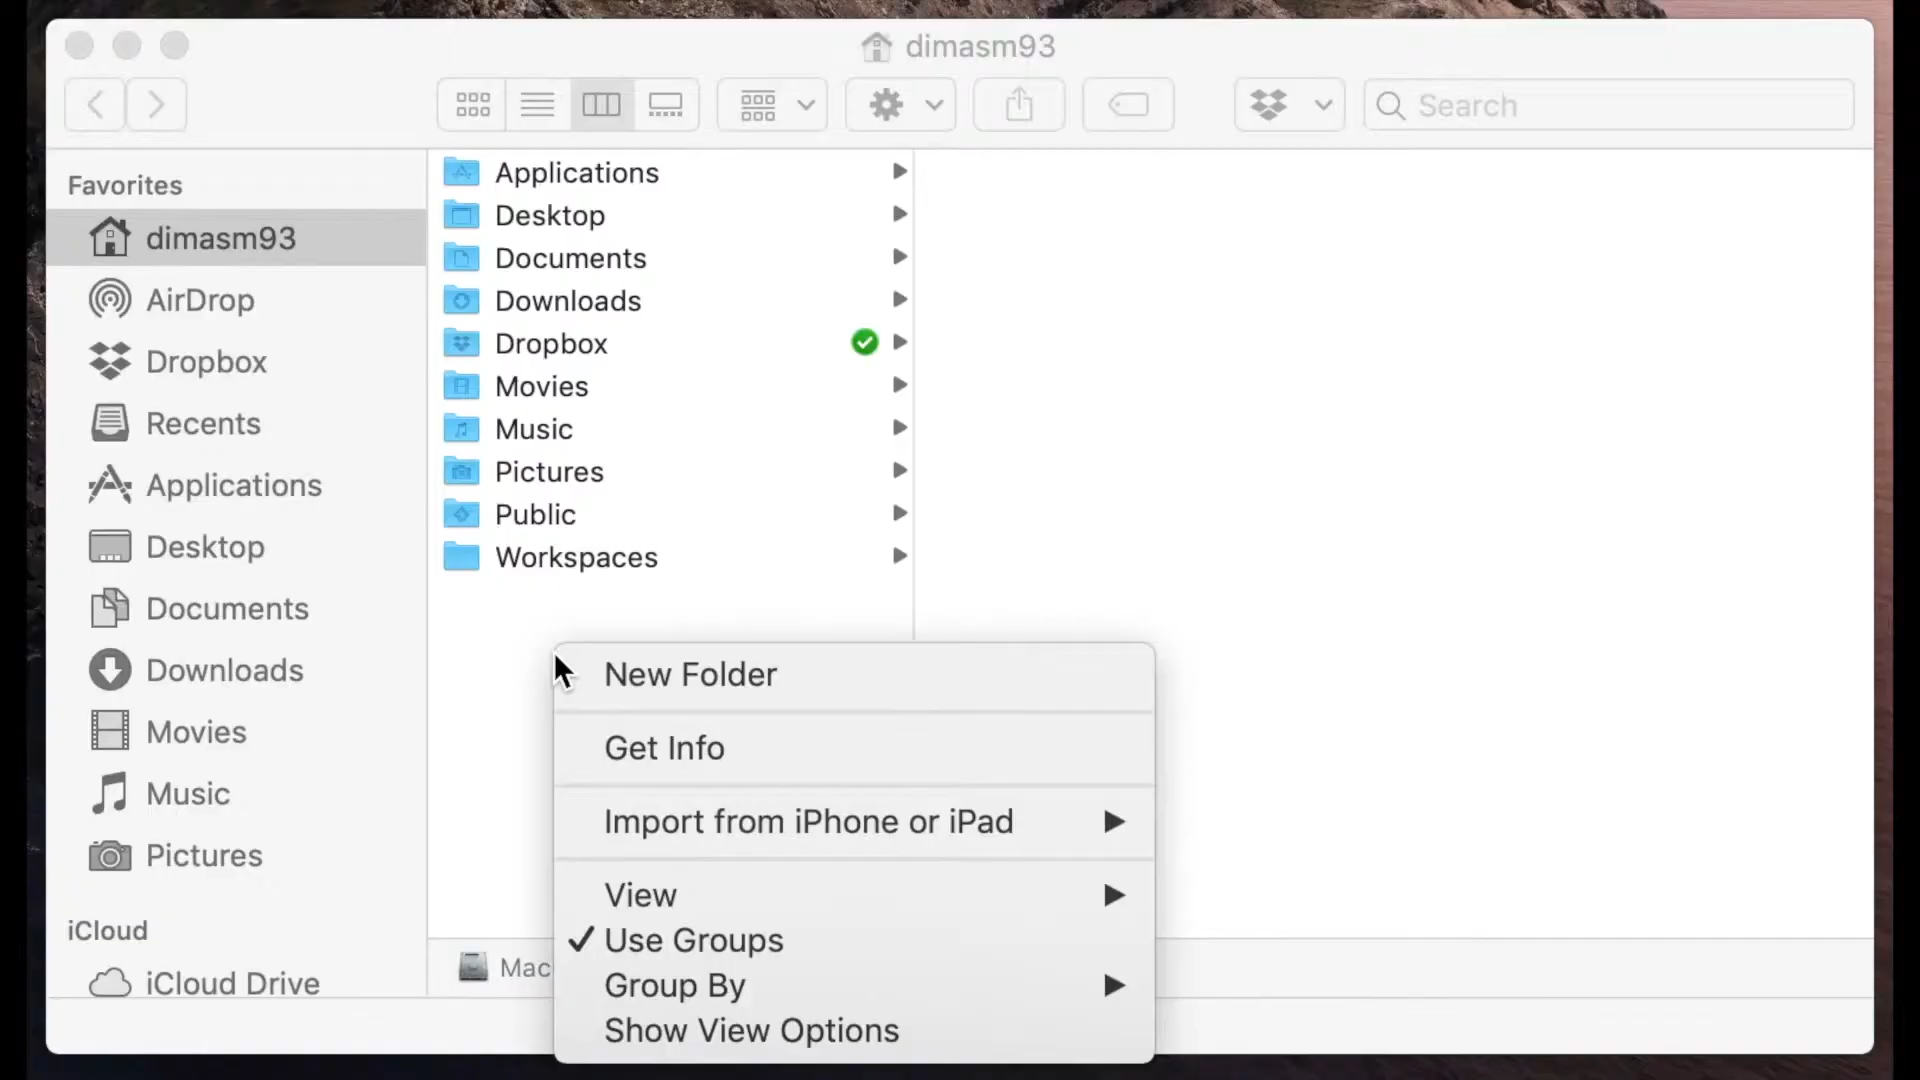 dimasm93
Search
Favorites
dimasm93
AirDrop
Dropbox
Recents
Applications
Desktop
Documents
Downloads
Movies
Music
Pictures
iCloud
iCloud Drive
Applications
Desktop
Documents
Downloads
Dropbox
Movies
Music
Pictures
Public
Workspaces
Mac
New Folder
Get Info
Import from iPhone or iPad
View
Use Groups
Group By
Show View Options